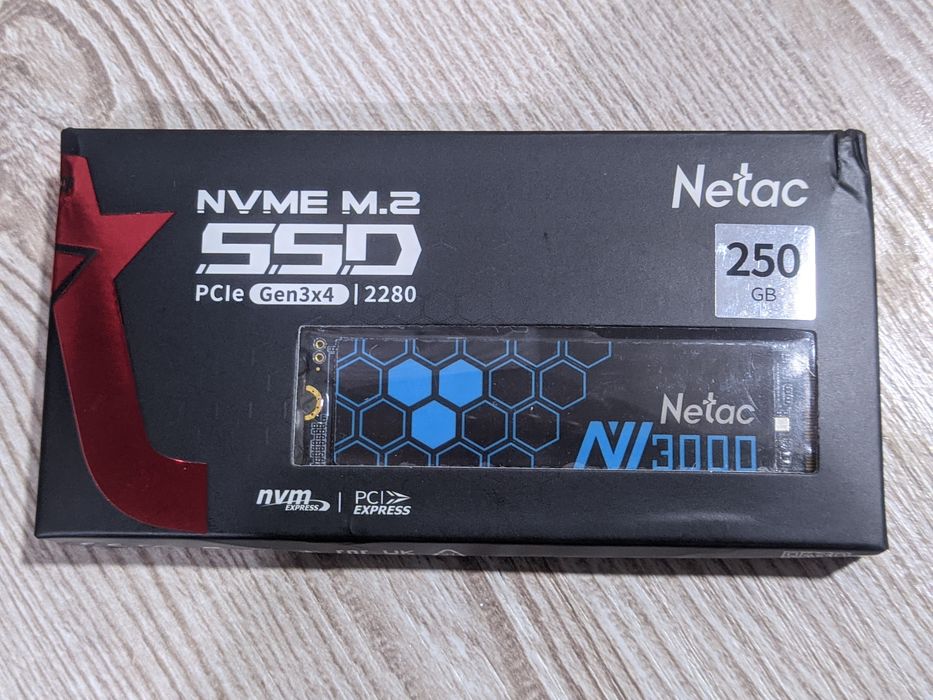 NVME M.2
SSD
PCIe Gen3x4 | 2280
Netac
250
GB
Netac
NV3000
nvm
EXPRESS
PCI
EXPRESS